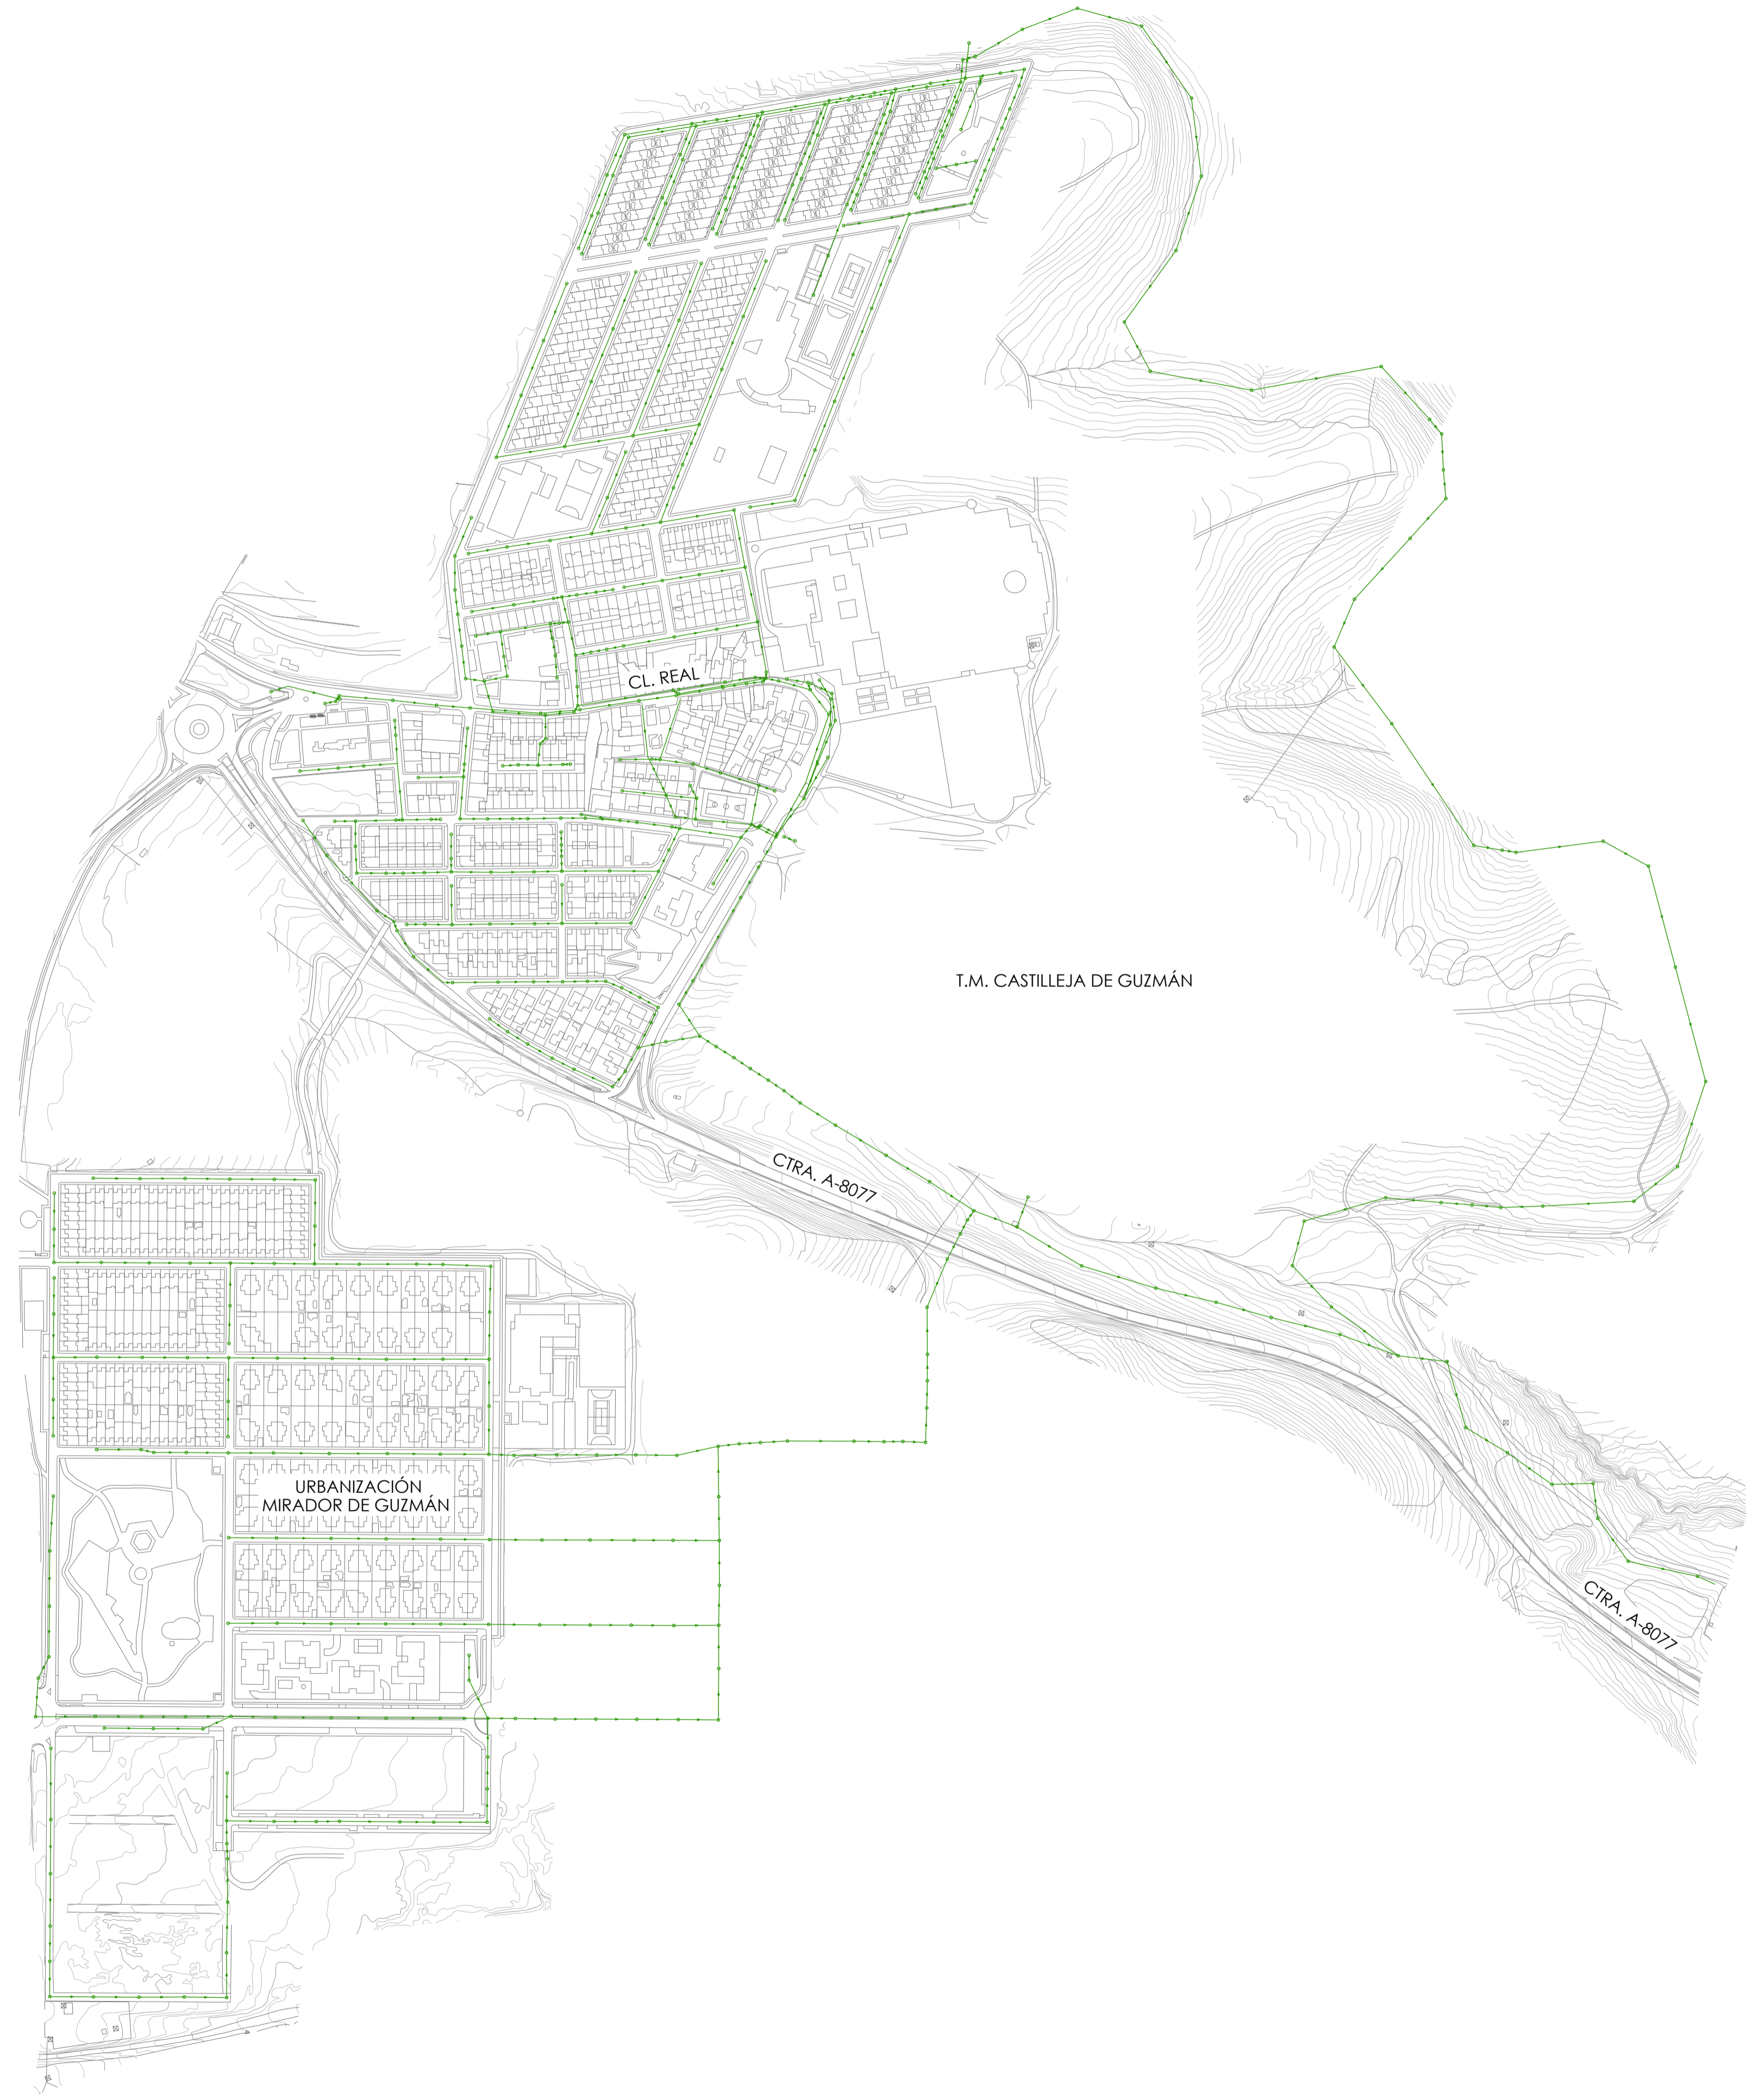 CL. REAL
T.M. CASTILLEJA DE GUZMÁN
CTRA. A-8077
URBANIZACIÓN
MIRADOR DE GUZMÁN
CTRA. A-8077